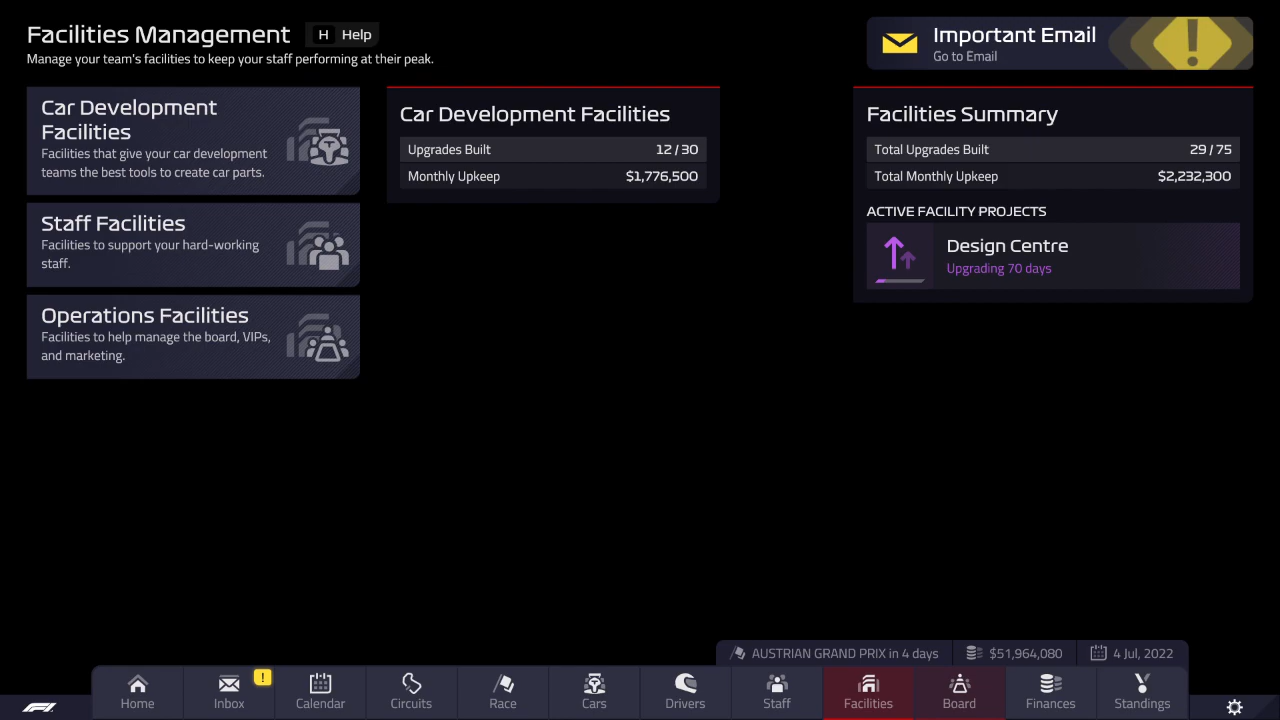 Facilities Management
H Help
Manage your team's facilities to keep your staff performing at their peak.
Important Email
Go to Email
Car Development
Facilities
Facilities that give your car development
teams the best tools to create car parts.
Staff Facilities
Facilities to support your hard-working
staff.
Operations Facilities
Facilities to help manage the board, VIPs,
and marketing.
Car Development Facilities
Upgrades Built 12 / 30
Monthly Upkeep $1,776,500
Facilities Summary
Total Upgrades Built 29 / 75
Total Monthly Upkeep $2,232,300
ACTIVE FACILITY PROJECTS
Design Centre
Upgrading 70 days
AUSTRIAN GRAND PRIX in 4 days $51,964,080 4 Jul, 2022
F1 Home Inbox ! Calendar Circuits Race Cars Drivers Staff Facilities Board Finances Standings